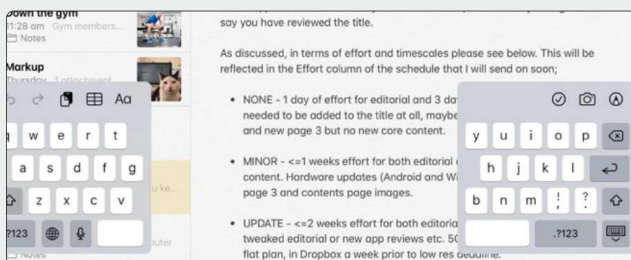 Down the gym
11:28 am Gym members...
Notes
Markup
Thursday 1 attachment
u ke...
puter
Notes
say you have reviewed the title.
As discussed, in terms of effort and timescales please see below. This will be
reflected in the Effort column of the schedule that I will send on soon;
• NONE - 1 day of effort for editorial and 3 da
needed to be added to the title at all, maybe
and new page 3 but no new core content.
• MINOR - <=1 weeks effort for both editorial
content. Hardware updates (Android and Wi
page 3 and contents page images.
• UPDATE - <=2 weeks effort for both editoria
tweaked editorial or new app reviews etc. 50
flat plan, in Dropbox a week prior to low res deadline.
Aa
q w e r t
a s d f g
z x c v
?123
y u i o p
h j k l
b n m ! , ? .
.?123